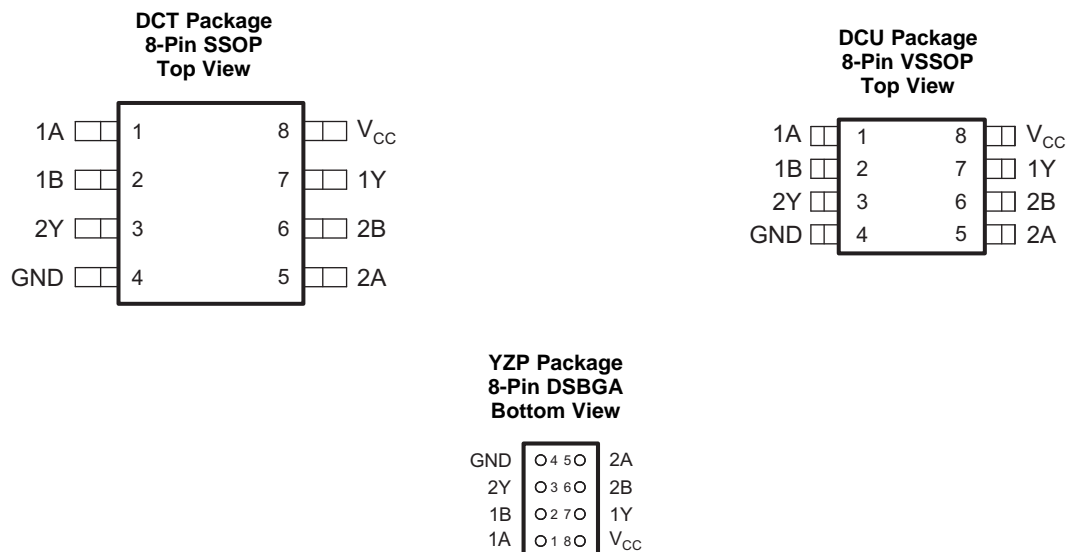 DCT Package
8-Pin SSOP
Top View
1A 1 8 VCC
1B 2 7 1Y
2Y 3 6 2B
GND 4 5 2A
DCU Package
8-Pin VSSOP
Top View
1A 1 8 VCC
1B 2 7 1Y
2Y 3 6 2B
GND 4 5 2A
YZP Package
8-Pin DSBGA
Bottom View
GND 4 5 2A
2Y 3 6 2B
1B 2 7 1Y
1A 1 8 VCC